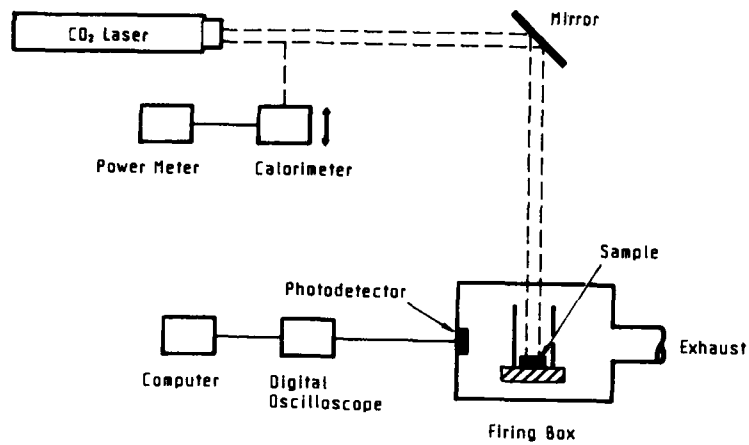 Mirror
CO₂ Laser
Power Meter
Calorimeter
Sample
Photodetector
Exhaust
Computer
Digital
Oscilloscope
Firing Box